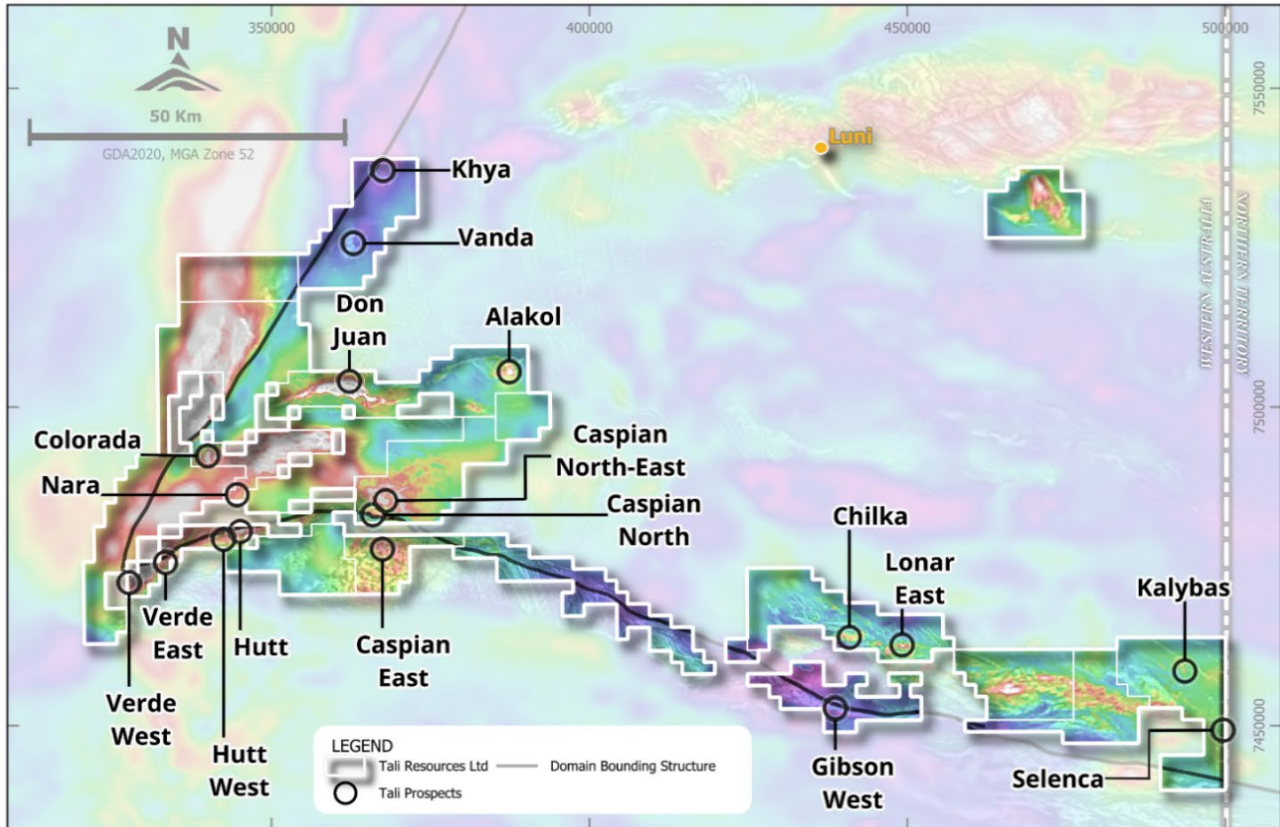 350000
400000
450000
500000
N
50 Km
GDA2020, MGA Zone 52
7550000
Luni
Khya
Vanda
WESTERN AUSTRALIA
NORTHERN TERRITORY
Don
Juan
Alakol
7500000
Colorada
Caspian
North-East
Nara
Caspian
North
Chilka
Lonar
East
Kalybas
Verde
East
Hutt
Caspian
East
Verde
West
7450000
Hutt
West
Gibson
West
Selenca
LEGEND
Tali Resources Ltd
Domain Bounding Structure
Tali Prospects